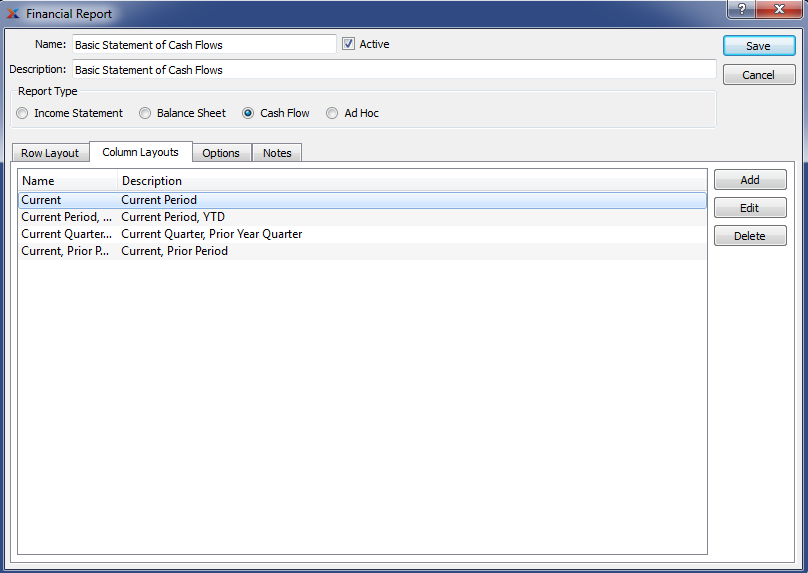 Financial Report
?
Name: Basic Statement of Cash Flows Active
Save
Description: Basic Statement of Cash Flows
Cancel
Report Type
Income Statement Balance Sheet Cash Flow Ad Hoc
Row Layout Column Layouts Options Notes
Name Description
Add
Current Current Period
Edit
Current Period, ... Current Period, YTD
Current Quarter... Current Quarter, Prior Year Quarter
Delete
Current, Prior P... Current, Prior Period